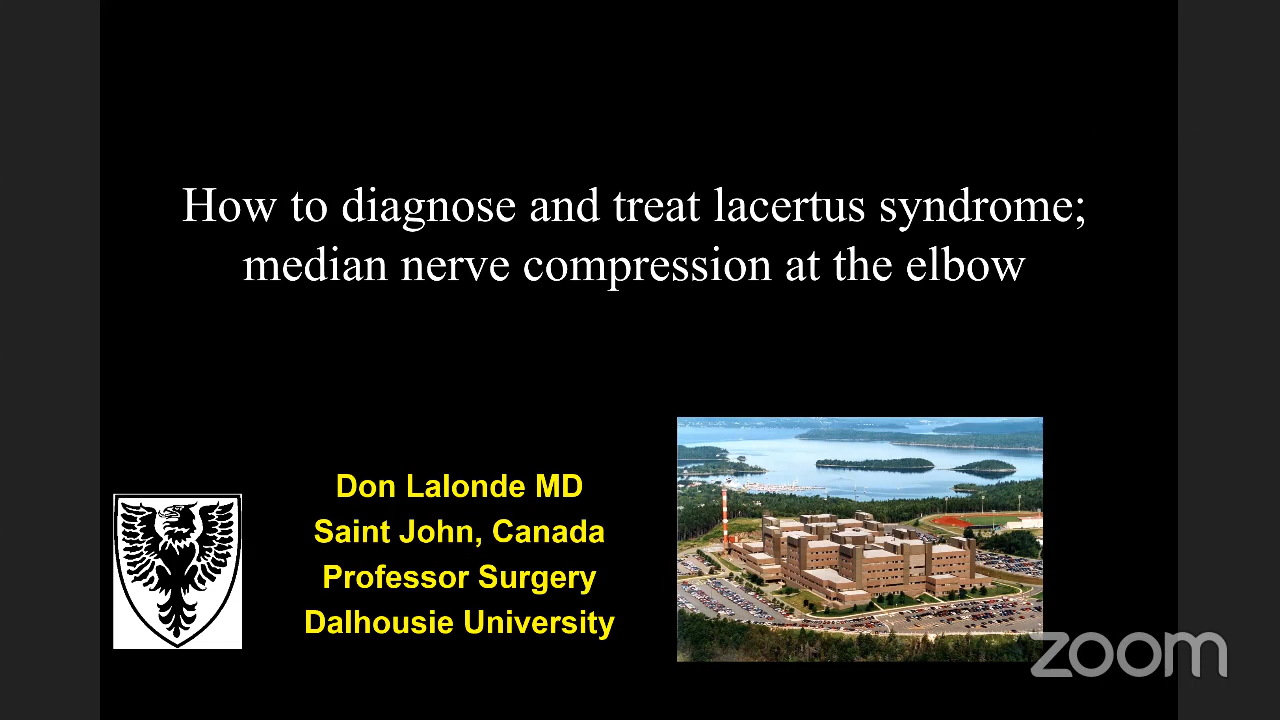 How to diagnose and treat lacertus syndrome;
median nerve compression at the elbow
Don Lalonde MD
Saint John, Canada
Professor Surgery
Dalhousie University
zoom